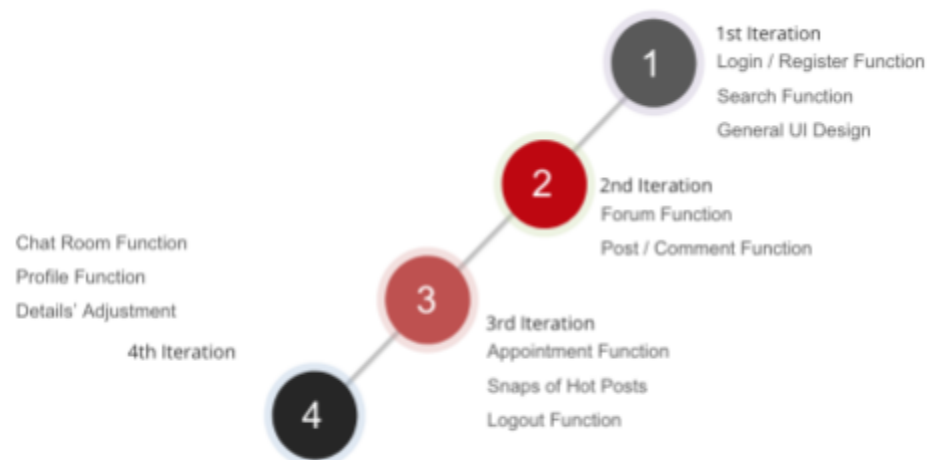 1
1st Iteration
Login / Register Function
Search Function
General UI Design
2
2nd Iteration
Forum Function
Post / Comment Function
3
3rd Iteration
Appointment Function
Snaps of Hot Posts
Logout Function
Chat Room Function
Profile Function
Details' Adjustment
4th Iteration
4